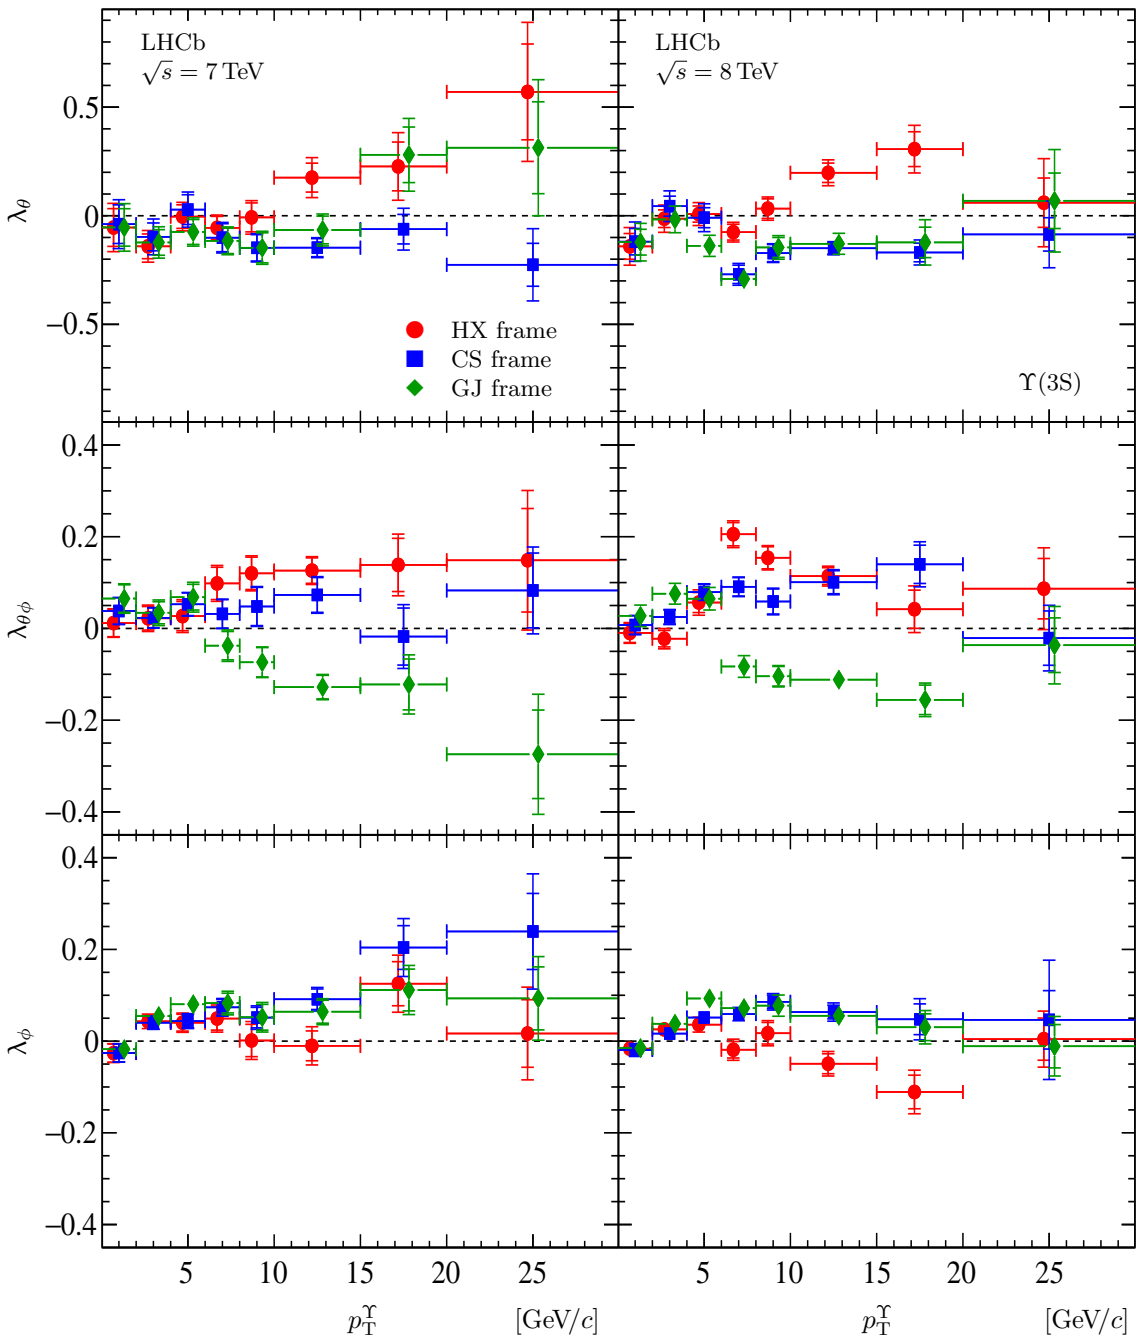 LHCb
√s = 7 TeV
LHCb
√s = 8 TeV
λθ
0.5
0
−0.5
HX frame
CS frame
GJ frame
ϒ(3S)
λθϕ
0.4
0.2
0
−0.2
−0.4
λϕ
0.4
0.2
0
−0.2
−0.4
5 10 15 20 25
5 10 15 20 25
pTϒ [GeV/c]
pTϒ [GeV/c]